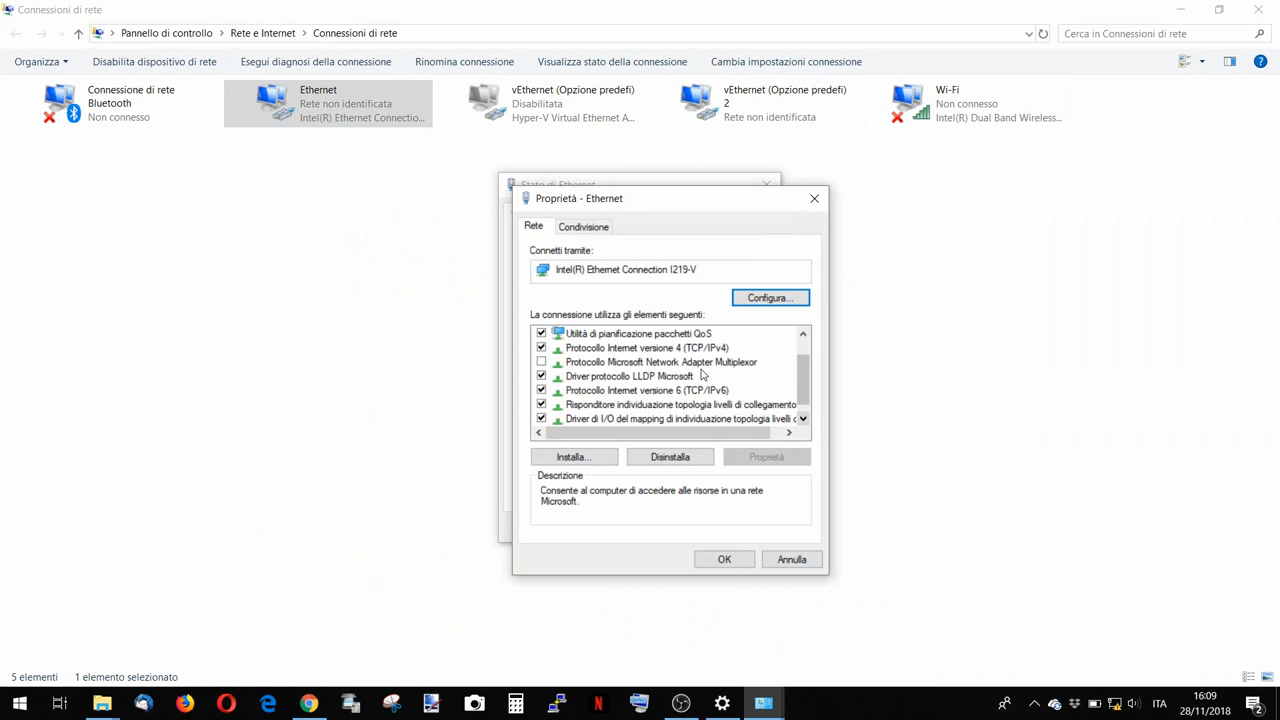 Connessioni di rete
Pannello di controllo
Rete e Internet
Connessioni di rete
Cerca in Connessioni di rete
Organizza
Disabilita dispositivo di rete
Esegui diagnosi della connessione
Rinomina connessione
Visualizza stato della connessione
Cambia impostazioni connessione
Connessione di rete
Bluetooth
Non connesso
Ethernet
Rete non identificata
Intel(R) Ethernet Connectio...
vEthernet (Opzione predefi)
Disabilitata
Hyper-V Virtual Ethernet A...
vEthernet (Opzione predefi)
2
Rete non identificata
Wi-Fi
Non connesso
Intel(R) Dual Band Wireless...
Stato di Ethernet
Proprietà - Ethernet
Rete
Condivisione
Connetti tramite:
Intel(R) Ethernet Connection I219-V
Configura...
La connessione utilizza gli elementi seguenti:
Utilità di pianificazione pacchetti QoS
Protocollo Internet versione 4 (TCP/IPv4)
Protocollo Microsoft Network Adapter Multiplexor
Driver protocollo LLDP Microsoft
Protocollo Internet versione 6 (TCP/IPv6)
Risponditore individuazione topologia livelli di collegamento
Driver di I/O del mapping di individuazione topologia livelli
Installa...
Disinstalla
Proprietà
Descrizione
Consente al computer di accedere alle risorse in una rete
Microsoft.
OK
Annulla
5 elementi
1 elemento selezionato
ITA
16:09
28/11/2018
2